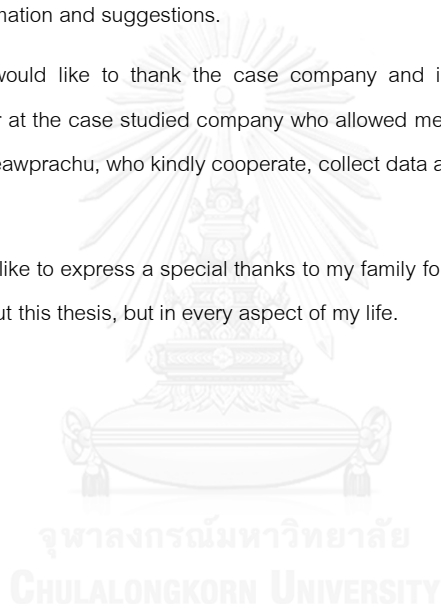 mation and suggestions.
would like to thank the case company and i
r at the case studied company who allowed me
eawprachu, who kindly cooperate, collect data a
like to express a special thanks to my family fo
ut this thesis, but in every aspect of my life.
จุฬาลงกรณ์มหาวิทยาลัย
CHULALONGKORN UNIVERSITY